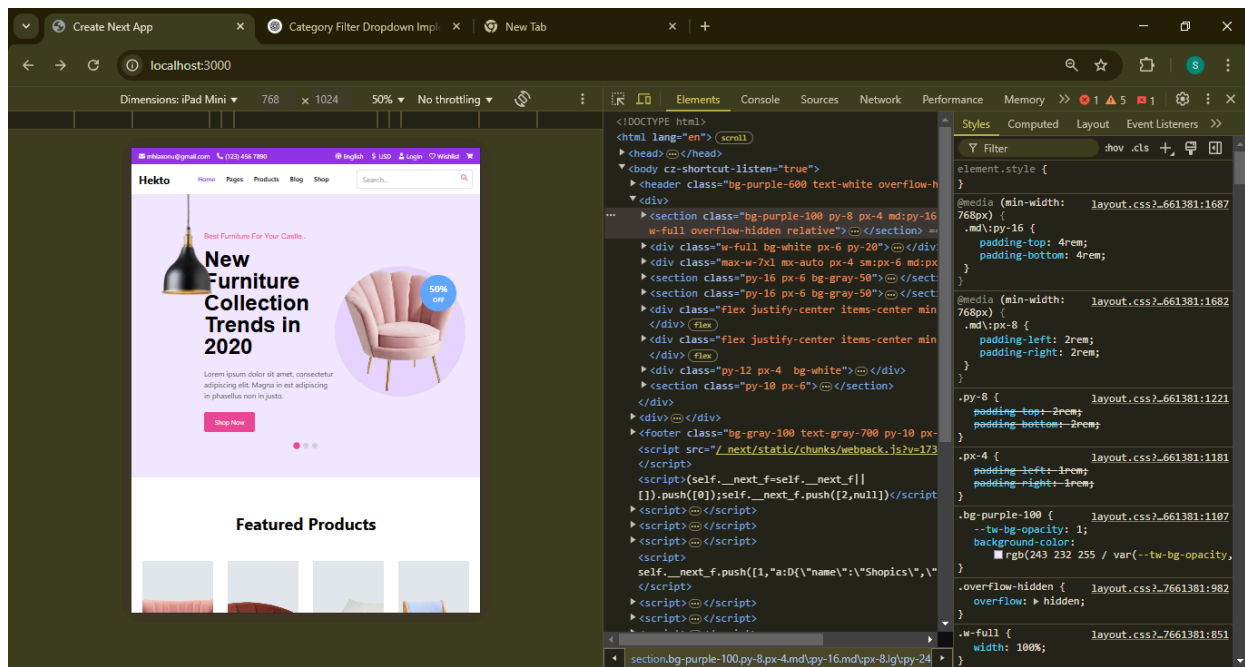 Create Next App
Category Filter Dropdown Imple
New Tab
localhost:3000
S
Dimensions: iPad Mini
768 x 1024
50%
No throttling
Elements Console Sources Network Performance Memory
1 5 1
mhhasanul@gmail.com (123) 456 7890
English $ USD Login Wishlist
Hekto
Home Pages Products Blog Shop
Search...
Best Furniture For Your Castle..
New
Furniture
Collection
Trends in
2020
50%
OFF
Lorem ipsum dolor sit amet, consectetur
adipiscing elit. Magna in est adipiscing
in phasellus non in justo.
Shop Now
Featured Products
<!DOCTYPE html>
<html lang="en"> scroll
<head> … </head>
<body cz-shortcut-listen="true">
<header class="bg-purple-600 text-white overflow-h
<div>
… <section class="bg-purple-100 py-8 px-4 md:py-16
w-full overflow-hidden relative"> … </section> ==
<div class="w-full bg-white px-6 py-20"> … </div
<div class="max-w-7xl mx-auto px-4 sm:px-6 md:px
<section class="py-16 px-6 bg-gray-50"> … </sect
<section class="py-16 px-6 bg-gray-50"> … </sect
<div class="flex justify-center items-center min
</div> flex
<div class="flex justify-center items-center min
</div> flex
<div class="py-12 px-4  bg-white"> … </div>
<section class="py-10 px-6"> … </section>
</div>
<div> … </div>
<footer class="bg-gray-100 text-gray-700 py-10 px-
<script src="/_next/static/chunks/webpack.js?v=173
</script>
<script>(self.__next_f=self.__next_f||
[]).push([0]);self.__next_f.push([2,null])</script
<script> … </script>
<script> … </script>
<script> … </script>
<script>
self.__next_f.push([1,"a:D{\"name\":\"Shopics\",\"
</script>
<script> … </script>
<script> … </script>
section.bg-purple-100.py-8.px-4.md\:py-16.md\:px-8.lg\:py-24
Styles Computed Layout Event Listeners
Filter
:hov .cls
element.style {
}
@media (min-width: layout.css?…661381:1687
768px) {
.md\:py-16 {
padding-top: 4rem;
padding-bottom: 4rem;
}
}
@media (min-width: layout.css?…661381:1682
768px) {
.md\:px-8 {
padding-left: 2rem;
padding-right: 2rem;
}
}
.py-8 { layout.css?…661381:1221
padding-top: 2rem;
padding-bottom: 2rem;
}
.px-4 { layout.css?…661381:1181
padding-left: 1rem;
padding-right: 1rem;
}
.bg-purple-100 { layout.css?…661381:1107
--tw-bg-opacity: 1;
background-color:
rgb(243 232 255 / var(--tw-bg-opacity,
}
.overflow-hidden { layout.css?…7661381:982
overflow: hidden;
}
.w-full { layout.css?…7661381:851
width: 100%;
}